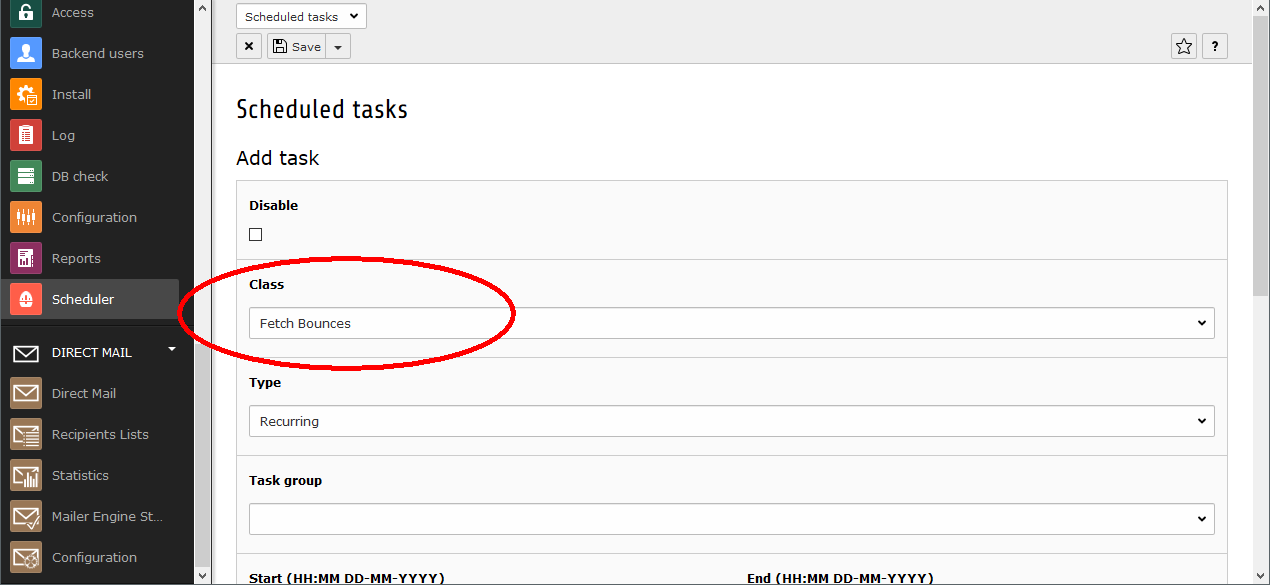 Access
Backend users
Install
Log
DB check
Configuration
Reports
Scheduler
DIRECT MAIL
Direct Mail
Recipients Lists
Statistics
Mailer Engine St...
Configuration
Scheduled tasks
Save
?
Scheduled tasks
Add task
Disable
Class
Fetch Bounces
Type
Recurring
Task group
Start (HH:MM DD-MM-YYYY) End (HH:MM DD-MM-YYYY)